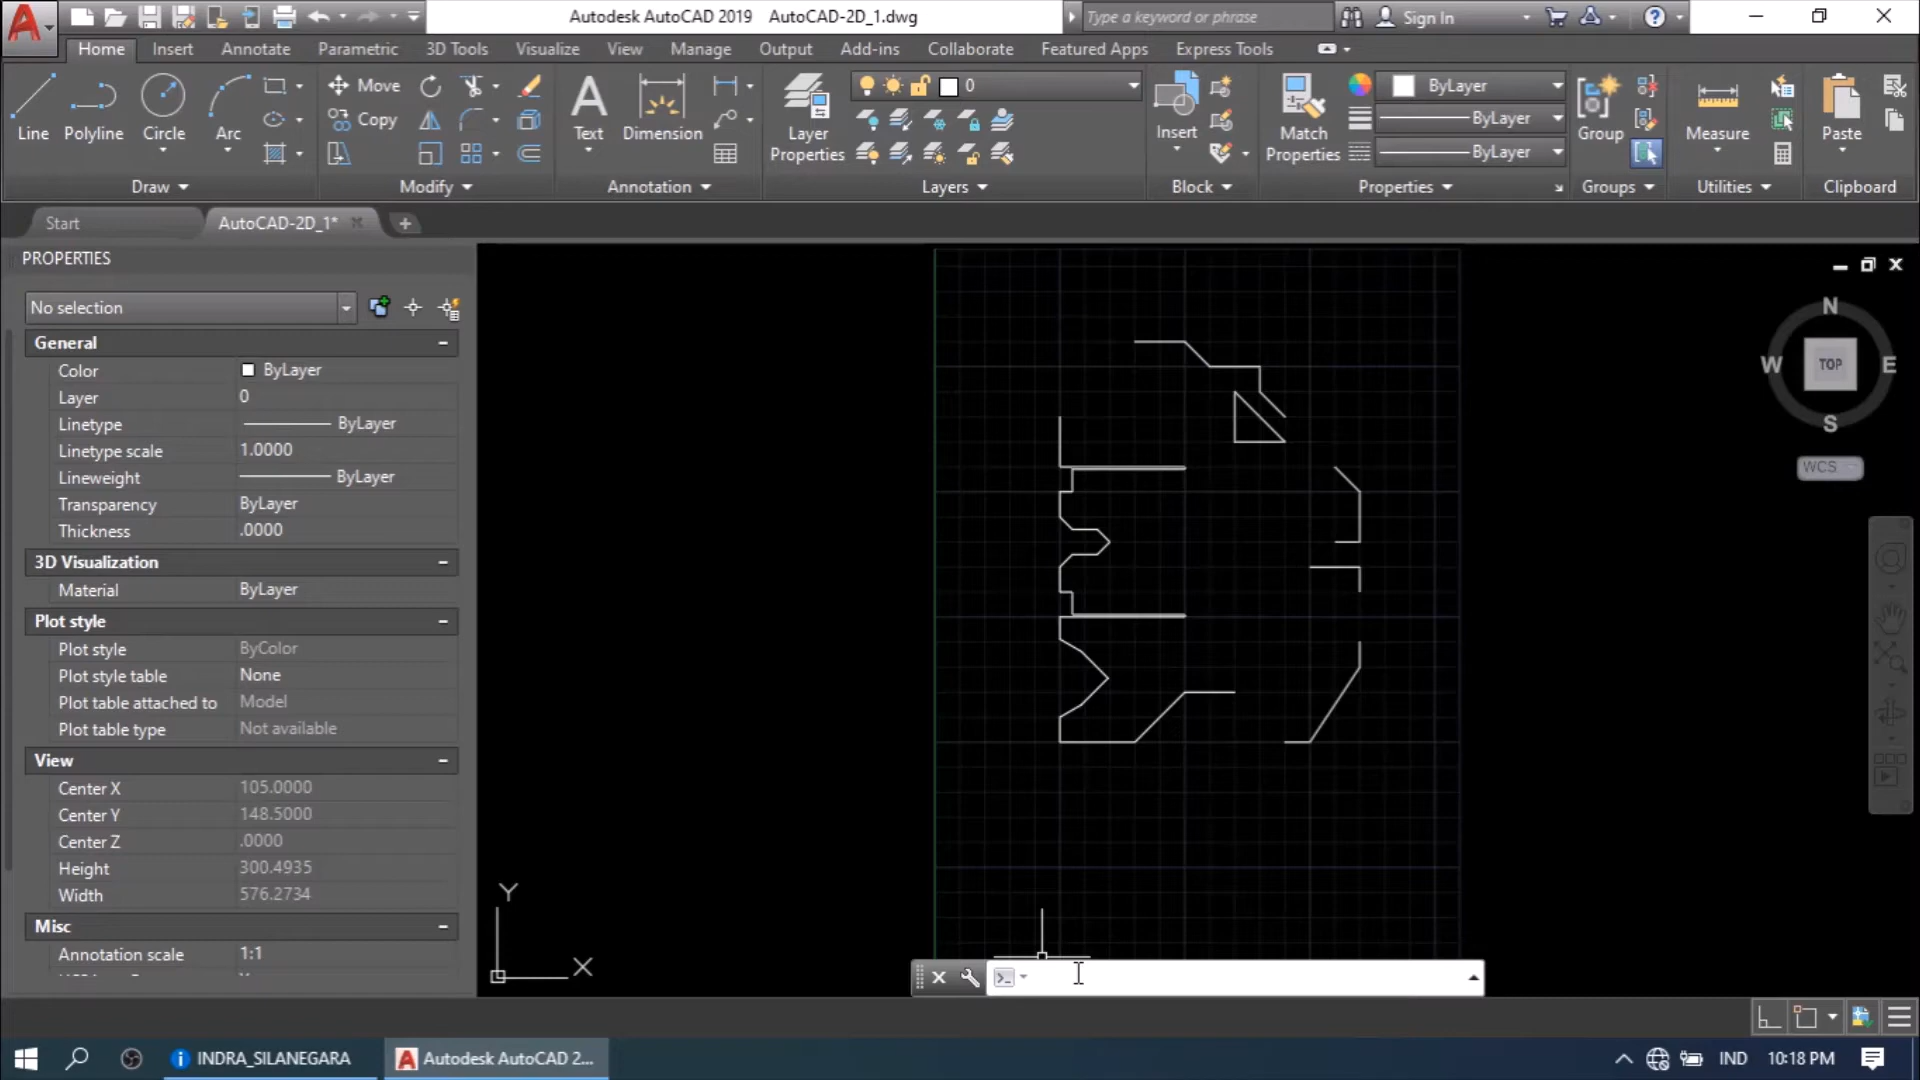 Autodesk AutoCAD 2019 AutoCAD-2D_1.dwg
Type a keyword or phrase
Sign In
Home Insert Annotate Parametric 3D Tools Visualize View Manage Output Add-ins Collaborate Featured Apps Express Tools
Line Polyline Circle Arc
Move
Copy
Text Dimension
Layer Properties
0
Insert
Match Properties
ByLayer
ByLayer
ByLayer
Group
Measure
Paste
Draw Modify Annotation Layers Block Properties Groups Utilities Clipboard
Start AutoCAD-2D_1*
PROPERTIES
No selection
General
Color ByLayer
Layer 0
Linetype ByLayer
Linetype scale 1.0000
Lineweight ByLayer
Transparency ByLayer
Thickness .0000
3D Visualization
Material ByLayer
Plot style
Plot style ByColor
Plot style table None
Plot table attached to Model
Plot table type Not available
View
Center X 105.0000
Center Y 148.5000
Center Z .0000
Height 300.4935
Width 576.2734
Misc
Annotation scale 1:1
N
W TOP E
S
WCS
Y
X
INDRA_SILANEGARA
Autodesk AutoCAD 2...
IND
10:18 PM